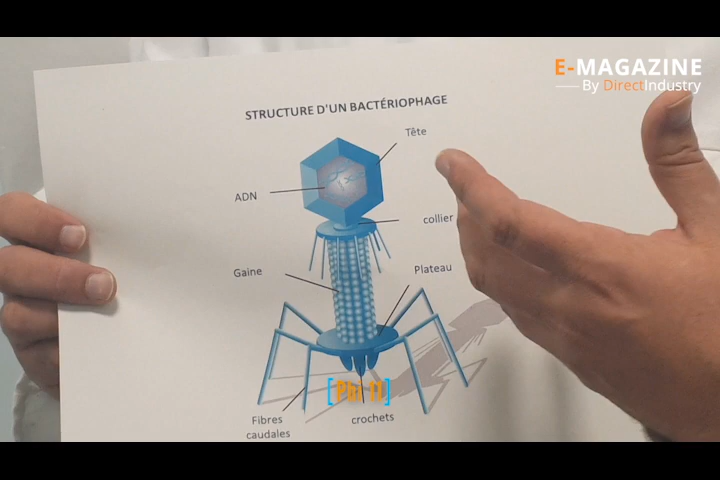 E-MAGAZINE
By DirectIndustry
STRUCTURE D'UN BACTÉRIOPHAGE
Tête
ADN
collier
Gaine
Plateau
Fibres
caudales
crochets